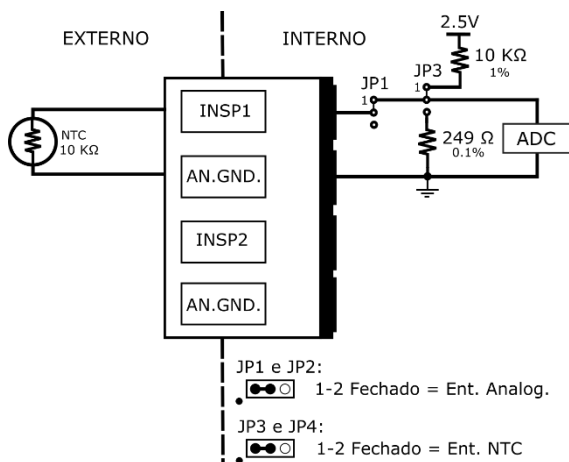 EXTERNO
INTERNO
2.5V
10 KΩ
1%
JP1
1
JP3
1
NTC
10 KΩ
INSP1
AN.GND.
INSP2
AN.GND.
249 Ω
0.1%
ADC
JP1 e JP2:
1-2 Fechado = Ent. Analog.
JP3 e JP4:
1-2 Fechado = Ent. NTC